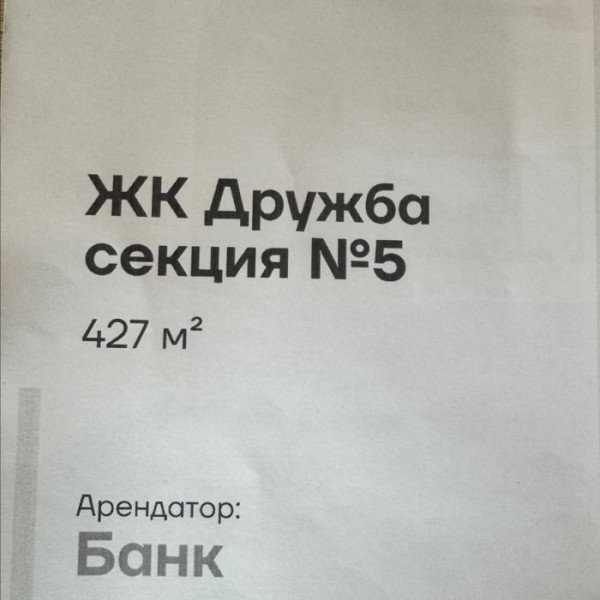 ЖК Дружба
секция №5
427 м²
Арендатор:
Банк